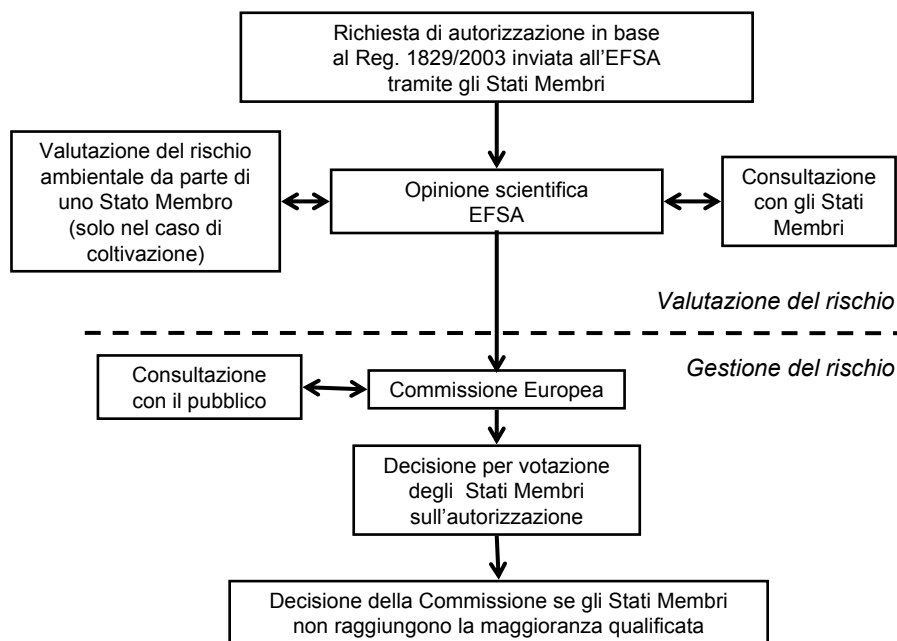 Richiesta di autorizzazione in base
al Reg. 1829/2003 inviata all'EFSA
tramite gli Stati Membri
Valutazione del rischio
ambientale da parte di
uno Stato Membro
(solo nel caso di
coltivazione)
Opinione scientifica
EFSA
Consultazione
con gli Stati
Membri
Valutazione del rischio
Gestione del rischio
Consultazione
con il pubblico
Commissione Europea
Decisione per votazione
degli Stati Membri
sull'autorizzazione
Decisione della Commissione se gli Stati Membri
non raggiungono la maggioranza qualificata